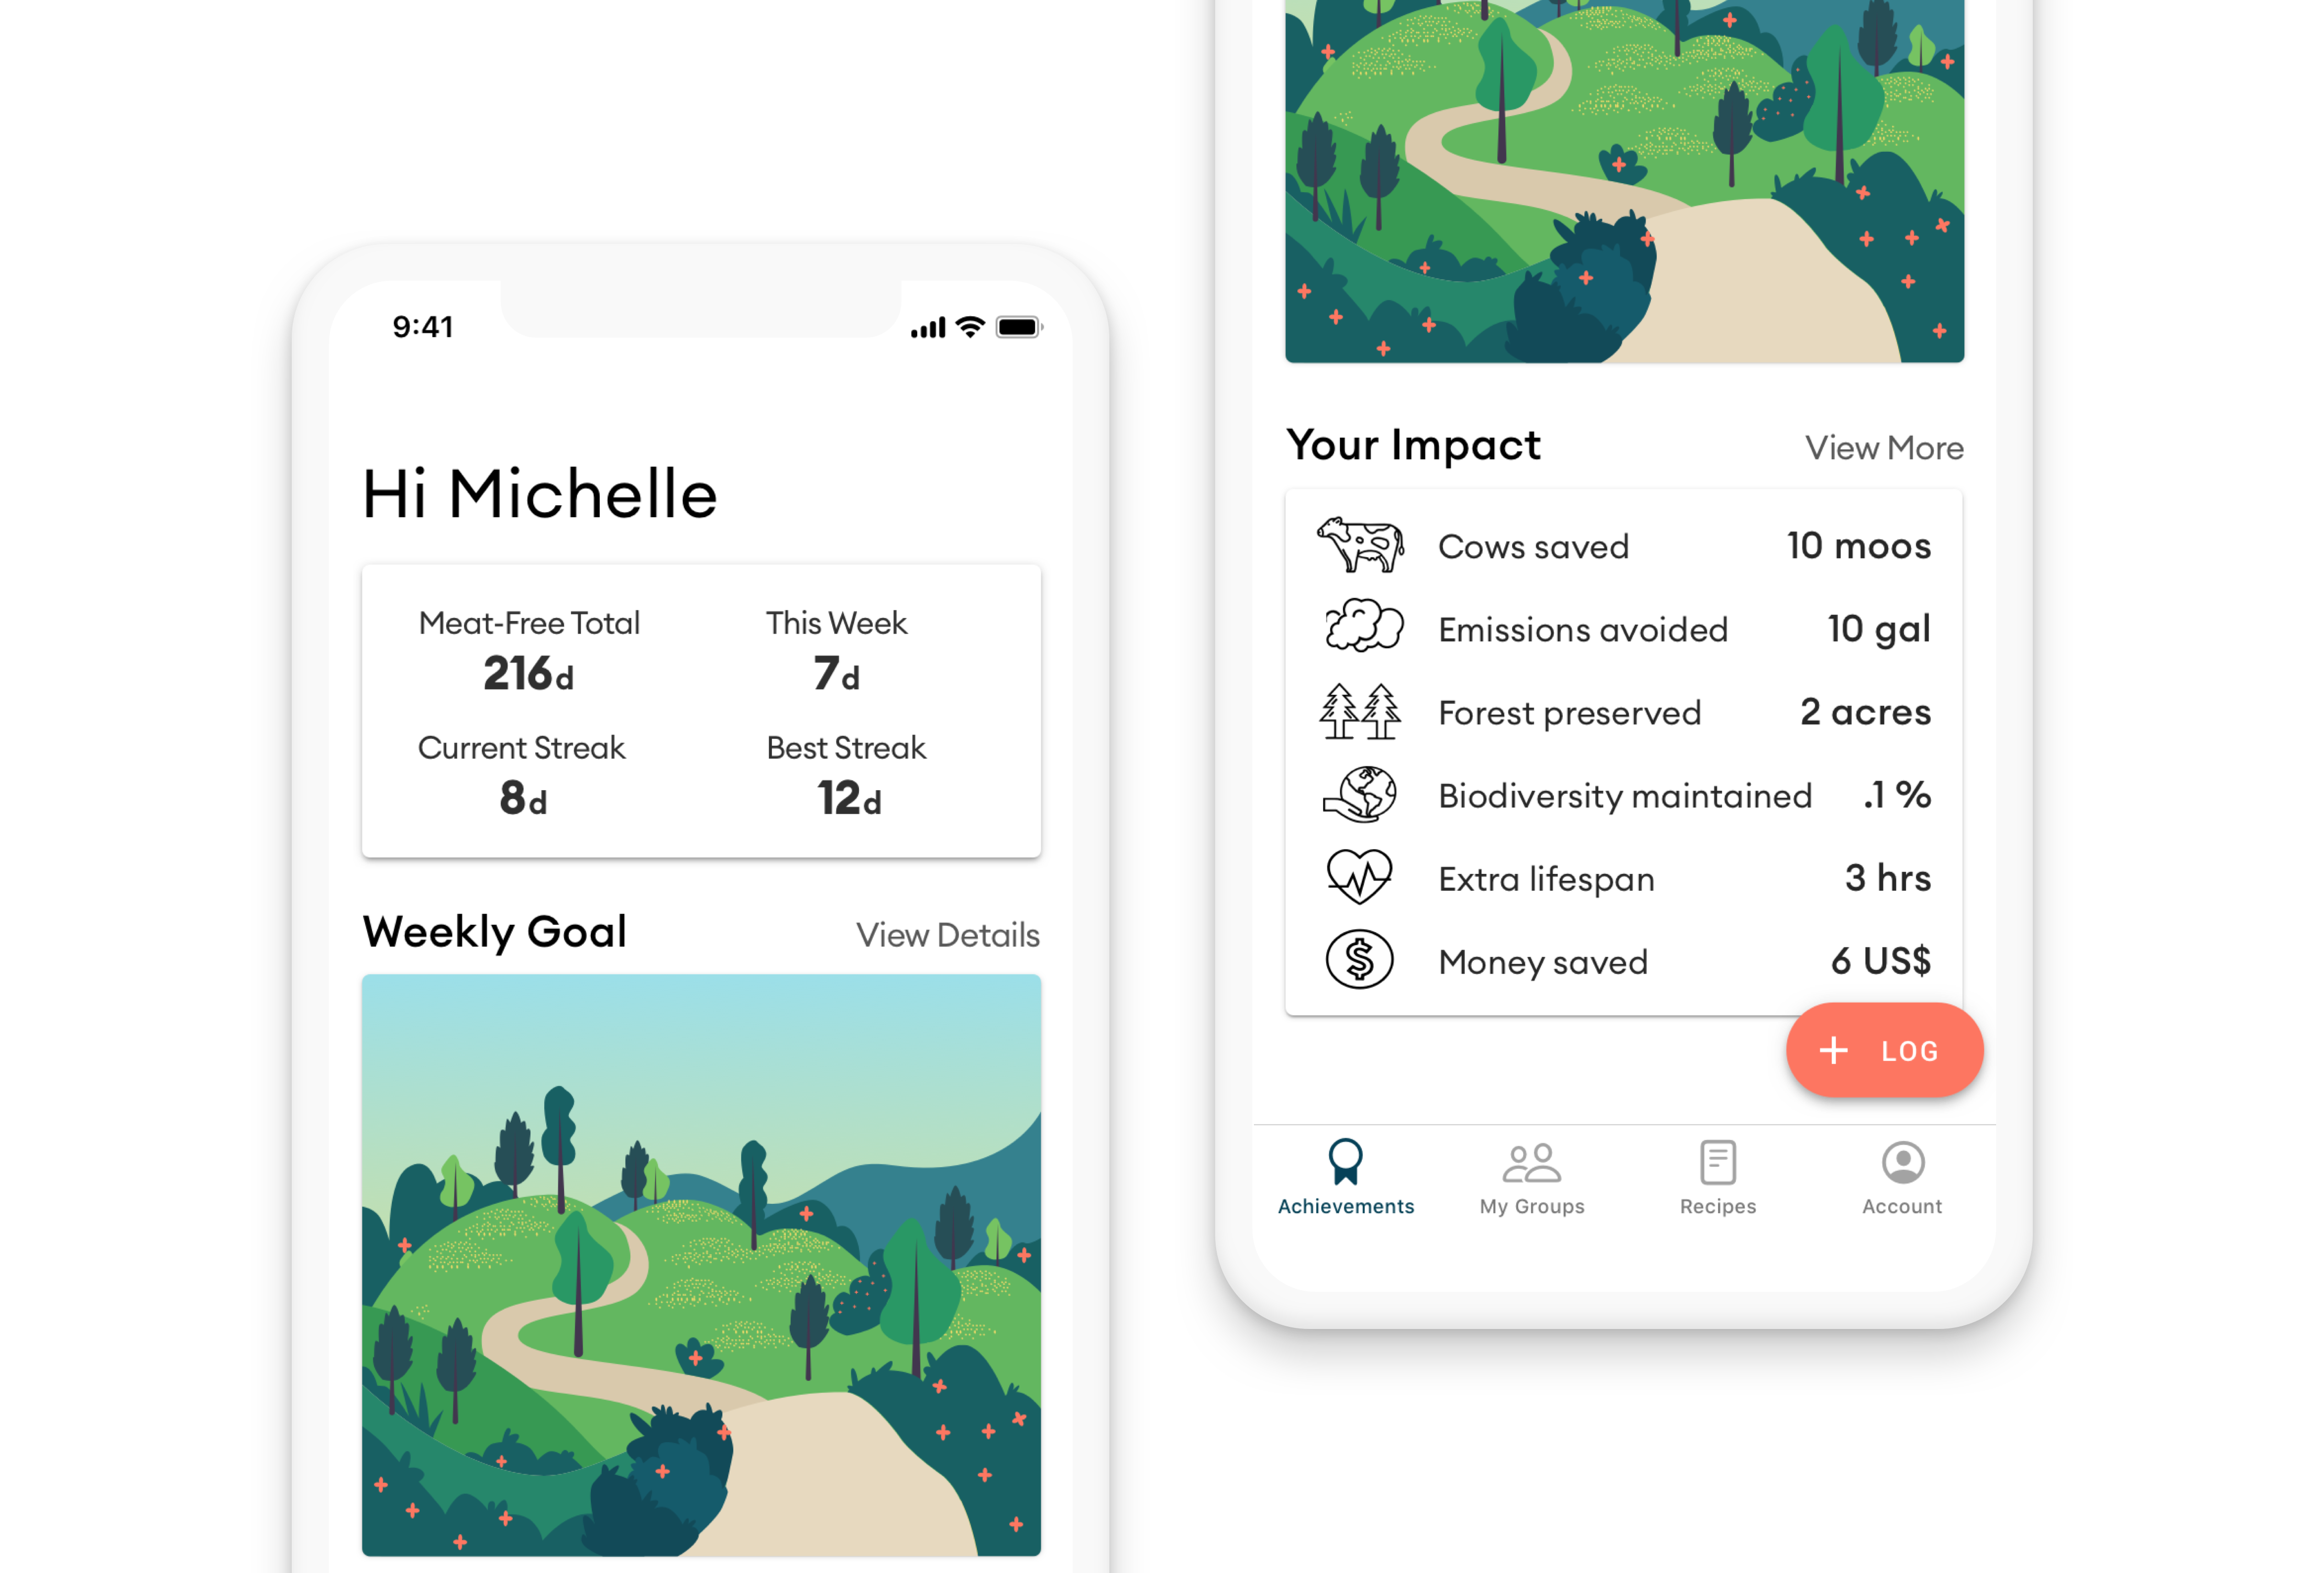 9:41
Hi Michelle
Meat-Free Total This Week
216d 7d
Current Streak Best Streak
8d 12d
Weekly Goal View Details
Your Impact View More
Cows saved 10 moos
Emissions avoided 10 gal
Forest preserved 2 acres
Biodiversity maintained .1 %
Extra lifespan 3 hrs
$ Money saved 6 US$
+ LOG
Achievements My Groups Recipes Account